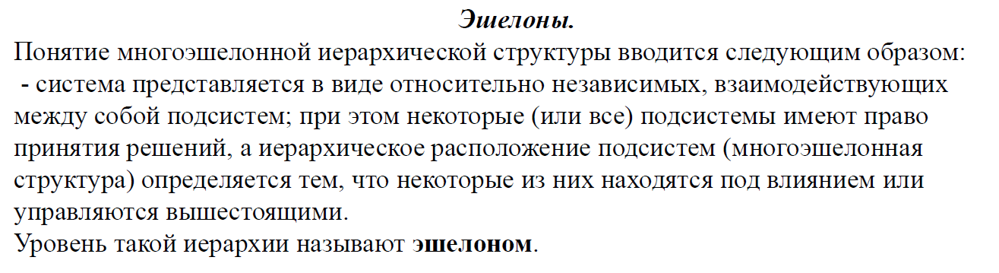 Эшелоны.
Понятие многоэшелонной иерархической структуры вводится следующим образом:
- система представляется в виде относительно независимых, взаимодействующих
между собой подсистем; при этом некоторые (или все) подсистемы имеют право
принятия решений, а иерархическое расположение подсистем (многоэшелонная
структура) определяется тем, что некоторые из них находятся под влиянием или
управляются вышестоящими.
Уровень такой иерархии называют эшелоном.